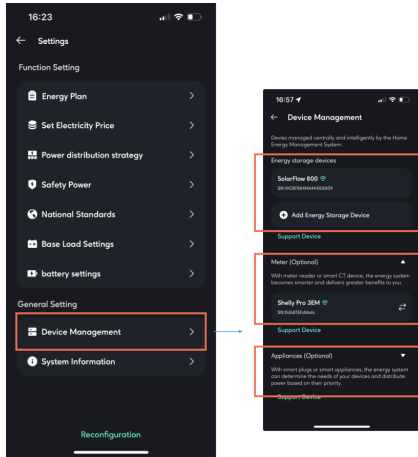 16:23
Settings
Function Setting
Energy Plan
Set Electricity Price
Power distribution strategy
Safety Power
National Standards
Base Load Settings
battery settings
General Setting
Device Management
System Information
Reconfiguration
16:57
Device Management
Devies managed centrally and intelligently by the Home
Energy Management System.
Energy storage devices
SolarFlow 800
Add Energy Storage Device
Support Device
Meter (Optional)
With meter reader or smart CT device, the energy system
becomes smarter and delivers greater benefits to you.
Shelly Pro 3EM
Support Device
Appliances (Optional)
With smart plugs or smart appliances, the energy system
can determine the needs of your devices and distribute
power based on their priority.
Support Device